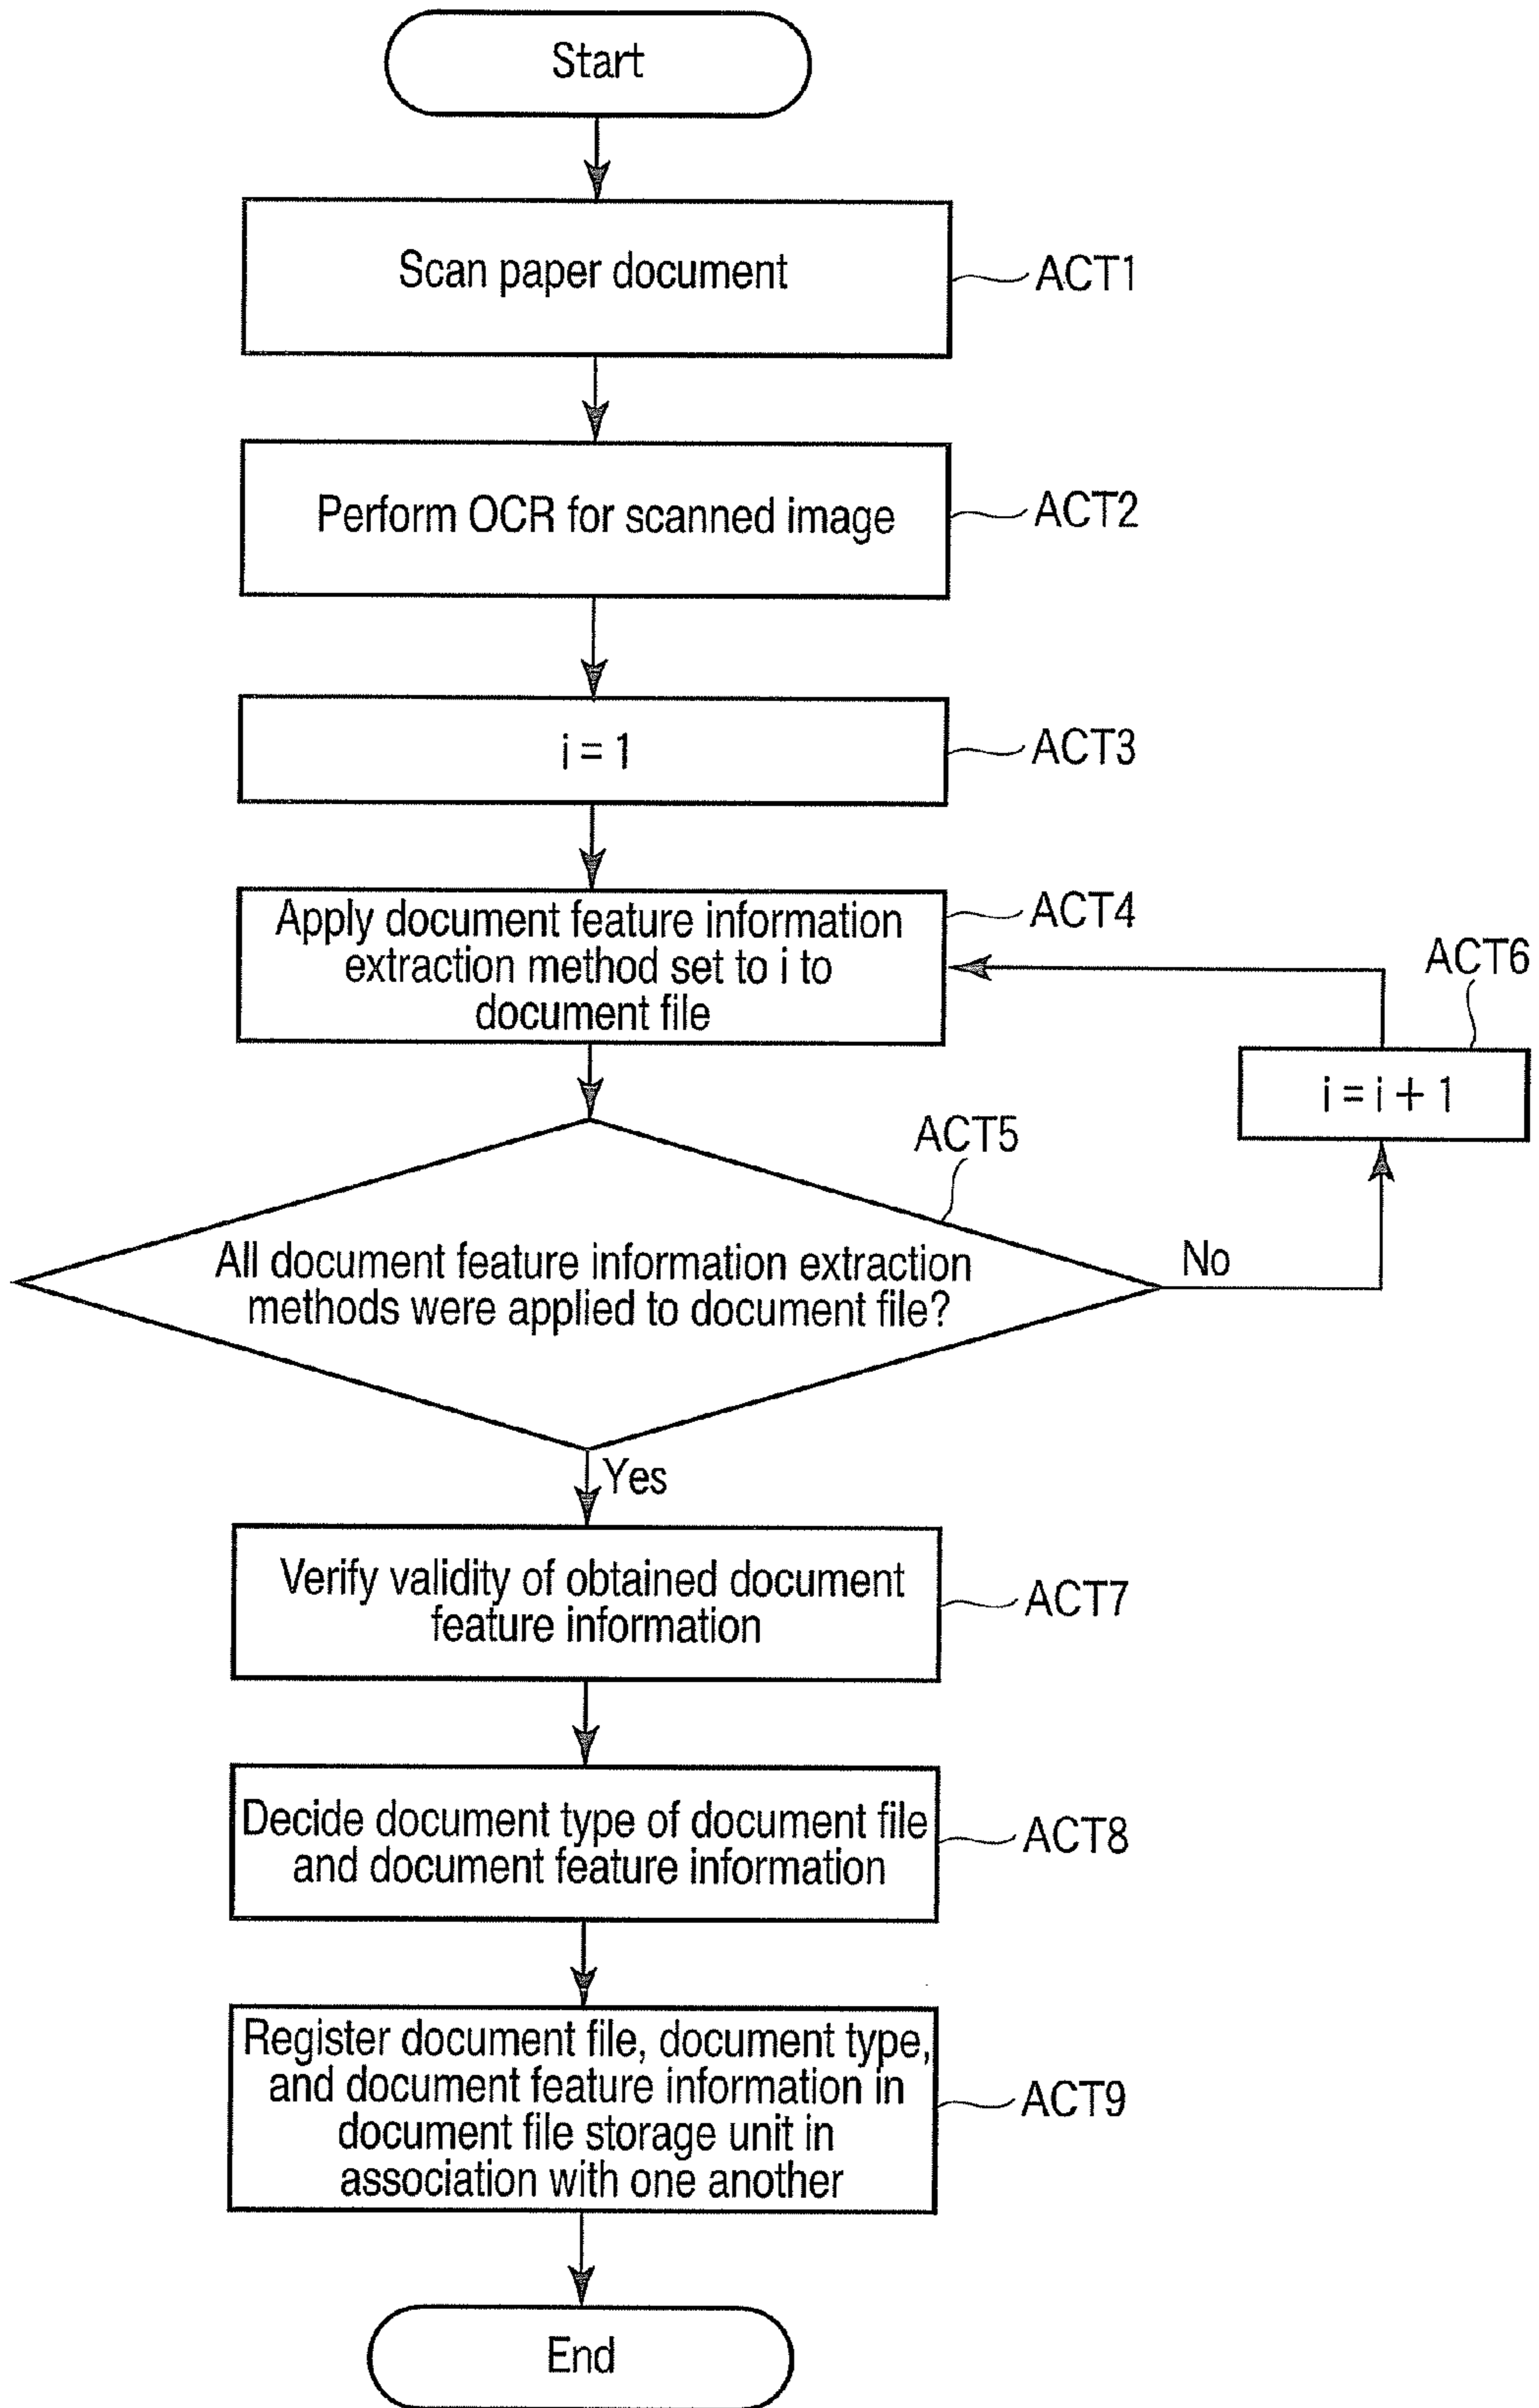 Start
Scan paper document
ACT1
Perform OCR for scanned image
ACT2
i = 1
ACT3
Apply document feature information
extraction method set to i to
document file
ACT4
ACT6
i = i + 1
ACT5
All document feature information extraction
methods were applied to document file?
No
Yes
Verify validity of obtained document
feature information
ACT7
Decide document type of document file
and document feature information
ACT8
Register document file, document type,
and document feature information in
document file storage unit in
association with one another
ACT9
End